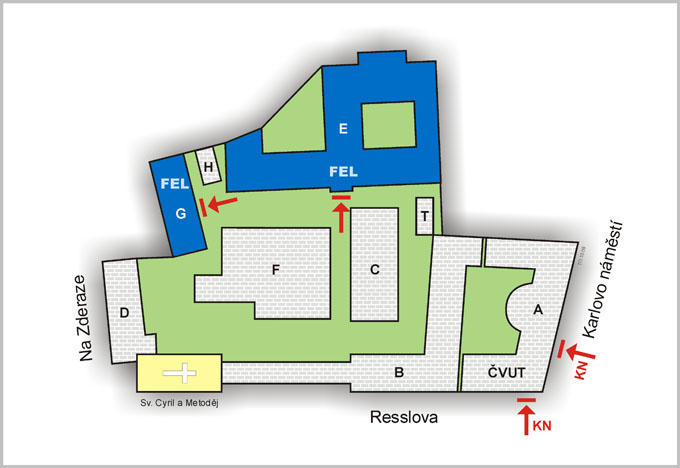 E
FEL
H
FEL
G
T
F
C
D
A
B
ČVUT
KN
KN
Na Zderaze
Karlovo náměstí
Sv. Cyril a Metoděj
Resslova